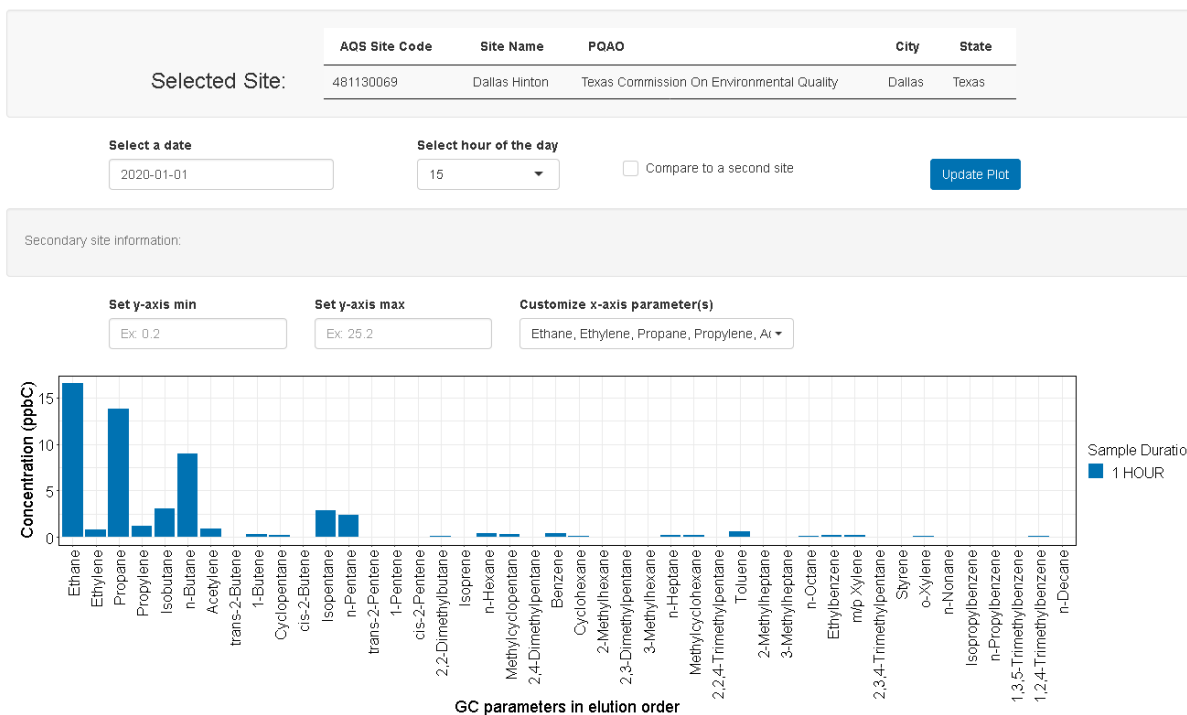 AQS Site Code Site Name PQAO City State
Selected Site: 481130069 Dallas Hinton Texas Commission On Environmental Quality Dallas Texas
Select a date Select hour of the day
2020-01-01 15 Compare to a second site Update Plot
Secondary site information:
Set y-axis min Set y-axis max Customize x-axis parameter(s)
Ex: 0.2 Ex: 25.2 Ethane, Ethylene, Propane, Propylene, A
Concentration (ppbC)
15
10
5
0
Sample Duratio
1 HOUR
Ethane
Ethylene
Propane
Propylene
Isobutane
n-Butane
Acetylene
trans-2-Butene
1-Butene
Cyclopentane
cis-2-Butene
Isopentane
n-Pentane
trans-2-Pentene
1-Pentene
cis-2-Pentene
2,2-Dimethylbutane
Isoprene
n-Hexane
Methylcyclopentane
2,4-Dimethylpentane
Benzene
Cyclohexane
2-Methylhexane
2,3-Dimethylpentane
3-Methylhexane
n-Heptane
Methylcyclohexane
2,2,4-Trimethylpentane
Toluene
2-Methylheptane
3-Methylheptane
n-Octane
Ethylbenzene
m/p Xylene
2,3,4-Trimethylpentane
Styrene
o-Xylene
n-Nonane
Isopropylbenzene
n-Propylbenzene
1,3,5-Trimethylbenzene
1,2,4-Trimethylbenzene
n-Decane
GC parameters in elution order